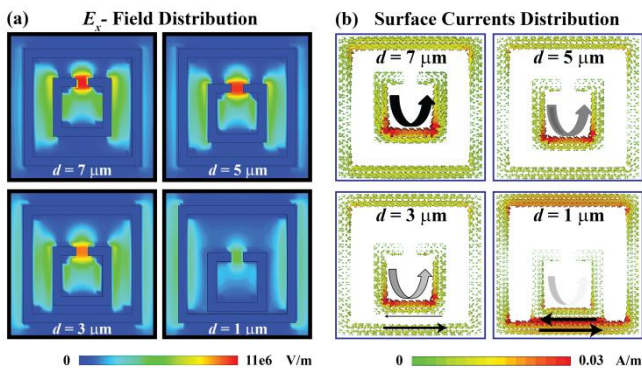 (a) Eₓ- Field Distribution
d = 7 μm
d = 5 μm
d = 3 μm
d = 1 μm
0 11e6 V/m
(b) Surface Currents Distribution
d = 7 μm
d = 5 μm
d = 3 μm
d = 1 μm
0 0.03 A/m